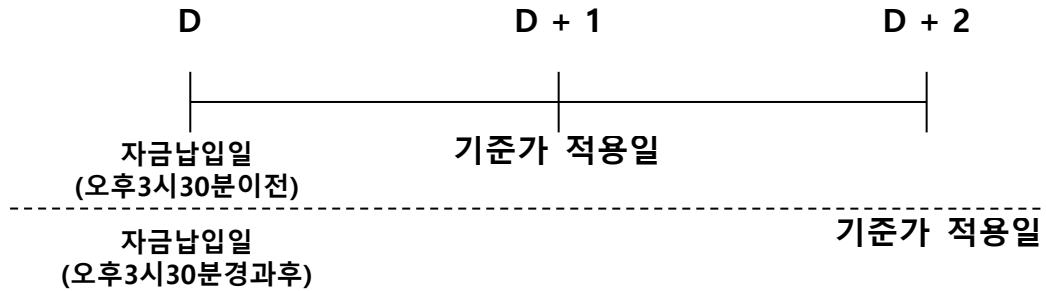 D D + 1 D + 2
자금납입일 기준가 적용일
(오후3시30분이전)
자금납입일 기준가 적용일
(오후3시30분경과후)